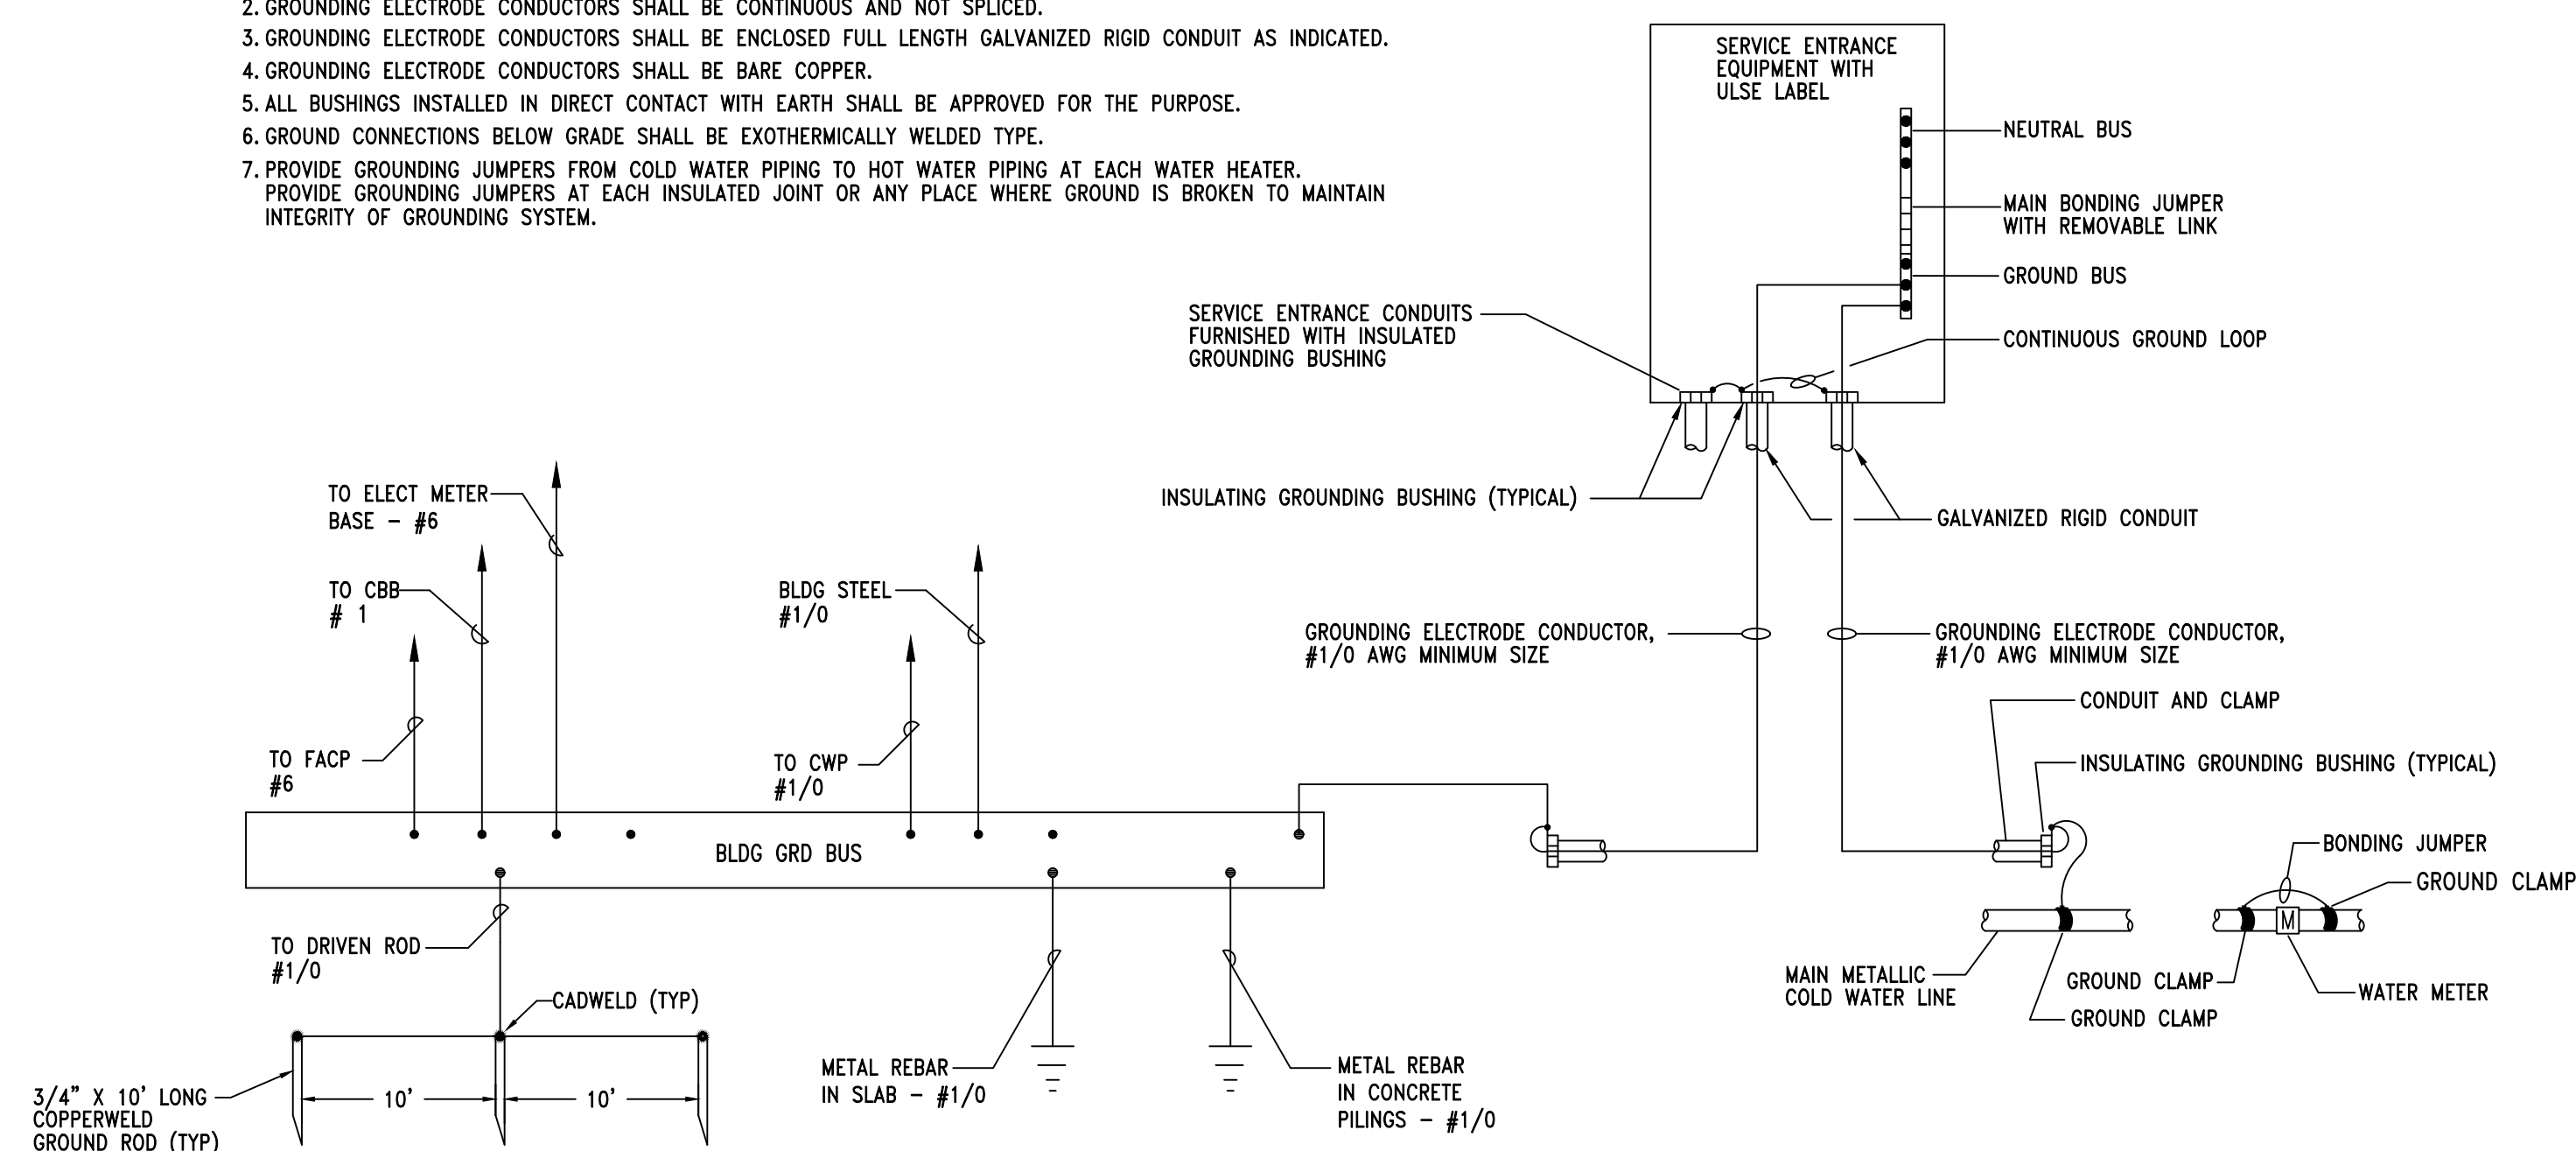 2. GROUNDING ELECTRODE CONDUCTORS SHALL BE CONTINUOUS AND NOT SPLICED.
3. GROUNDING ELECTRODE CONDUCTORS SHALL BE ENCLOSED FULL LENGTH GALVANIZED RIGID CONDUIT AS INDICATED.
4. GROUNDING ELECTRODE CONDUCTORS SHALL BE BARE COPPER.
5. ALL BUSHINGS INSTALLED IN DIRECT CONTACT WITH EARTH SHALL BE APPROVED FOR THE PURPOSE.
6. GROUND CONNECTIONS BELOW GRADE SHALL BE EXOTHERMICALLY WELDED TYPE.
7. PROVIDE GROUNDING JUMPERS FROM COLD WATER PIPING TO HOT WATER PIPING AT EACH WATER HEATER.
PROVIDE GROUNDING JUMPERS AT EACH INSULATED JOINT OR ANY PLACE WHERE GROUND IS BROKEN TO MAINTAIN
INTEGRITY OF GROUNDING SYSTEM.
SERVICE ENTRANCE
EQUIPMENT WITH
ULSE LABEL
NEUTRAL BUS
MAIN BONDING JUMPER
WITH REMOVABLE LINK
GROUND BUS
CONTINUOUS GROUND LOOP
SERVICE ENTRANCE CONDUITS
FURNISHED WITH INSULATED
GROUNDING BUSHING
INSULATING GROUNDING BUSHING (TYPICAL)
GALVANIZED RIGID CONDUIT
TO ELECT METER
BASE - #6
TO CBB
# 1
BLDG STEEL
#1/0
GROUNDING ELECTRODE CONDUCTOR,
#1/0 AWG MINIMUM SIZE
GROUNDING ELECTRODE CONDUCTOR,
#1/0 AWG MINIMUM SIZE
CONDUIT AND CLAMP
INSULATING GROUNDING BUSHING (TYPICAL)
TO FACP
#6
TO CWP
#1/0
BLDG GRD BUS
BONDING JUMPER
GROUND CLAMP
M
TO DRIVEN ROD
#1/0
MAIN METALLIC
COLD WATER LINE
GROUND CLAMP
WATER METER
GROUND CLAMP
CADWELD (TYP)
METAL REBAR
IN SLAB - #1/0
METAL REBAR
IN CONCRETE
PILINGS - #1/0
3/4" X 10' LONG
COPPERWELD
GROUND ROD (TYP)
10'
10'